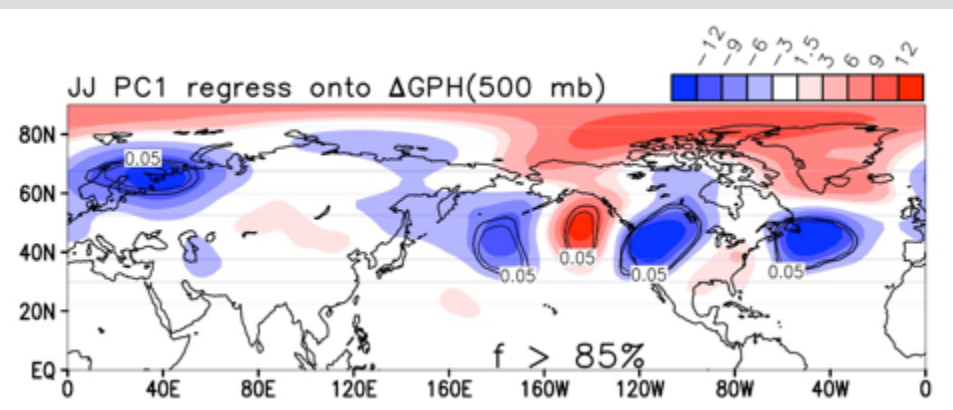 -12 -9 -6 -3 1.5 3 6 9 12
JJ PC1 regress onto ΔGPH(500 mb)
80N
0.05
60N
40N
0.05 0.05 0.05 0.05
20N
f > 85%
EQ
0 40E 80E 120E 160E 160W 120W 80W 40W 0